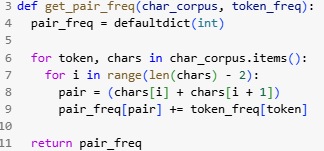 3 def get_pair_freq(char_corpus, token_freq):
4   pair_freq = defaultdict(int)
5
6   for token, chars in char_corpus.items():
7     for i in range(len(chars) - 2):
8       pair = (chars[i] + chars[i + 1])
9       pair_freq[pair] += token_freq[token]
10
11   return pair_freq